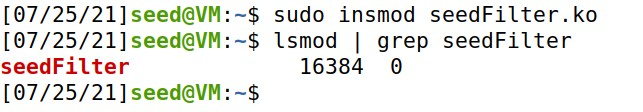 [07/25/21]seed@VM:~$ sudo insmod seedFilter.ko
[07/25/21]seed@VM:~$ lsmod | grep seedFilter
seedFilter             16384  0
[07/25/21]seed@VM:~$